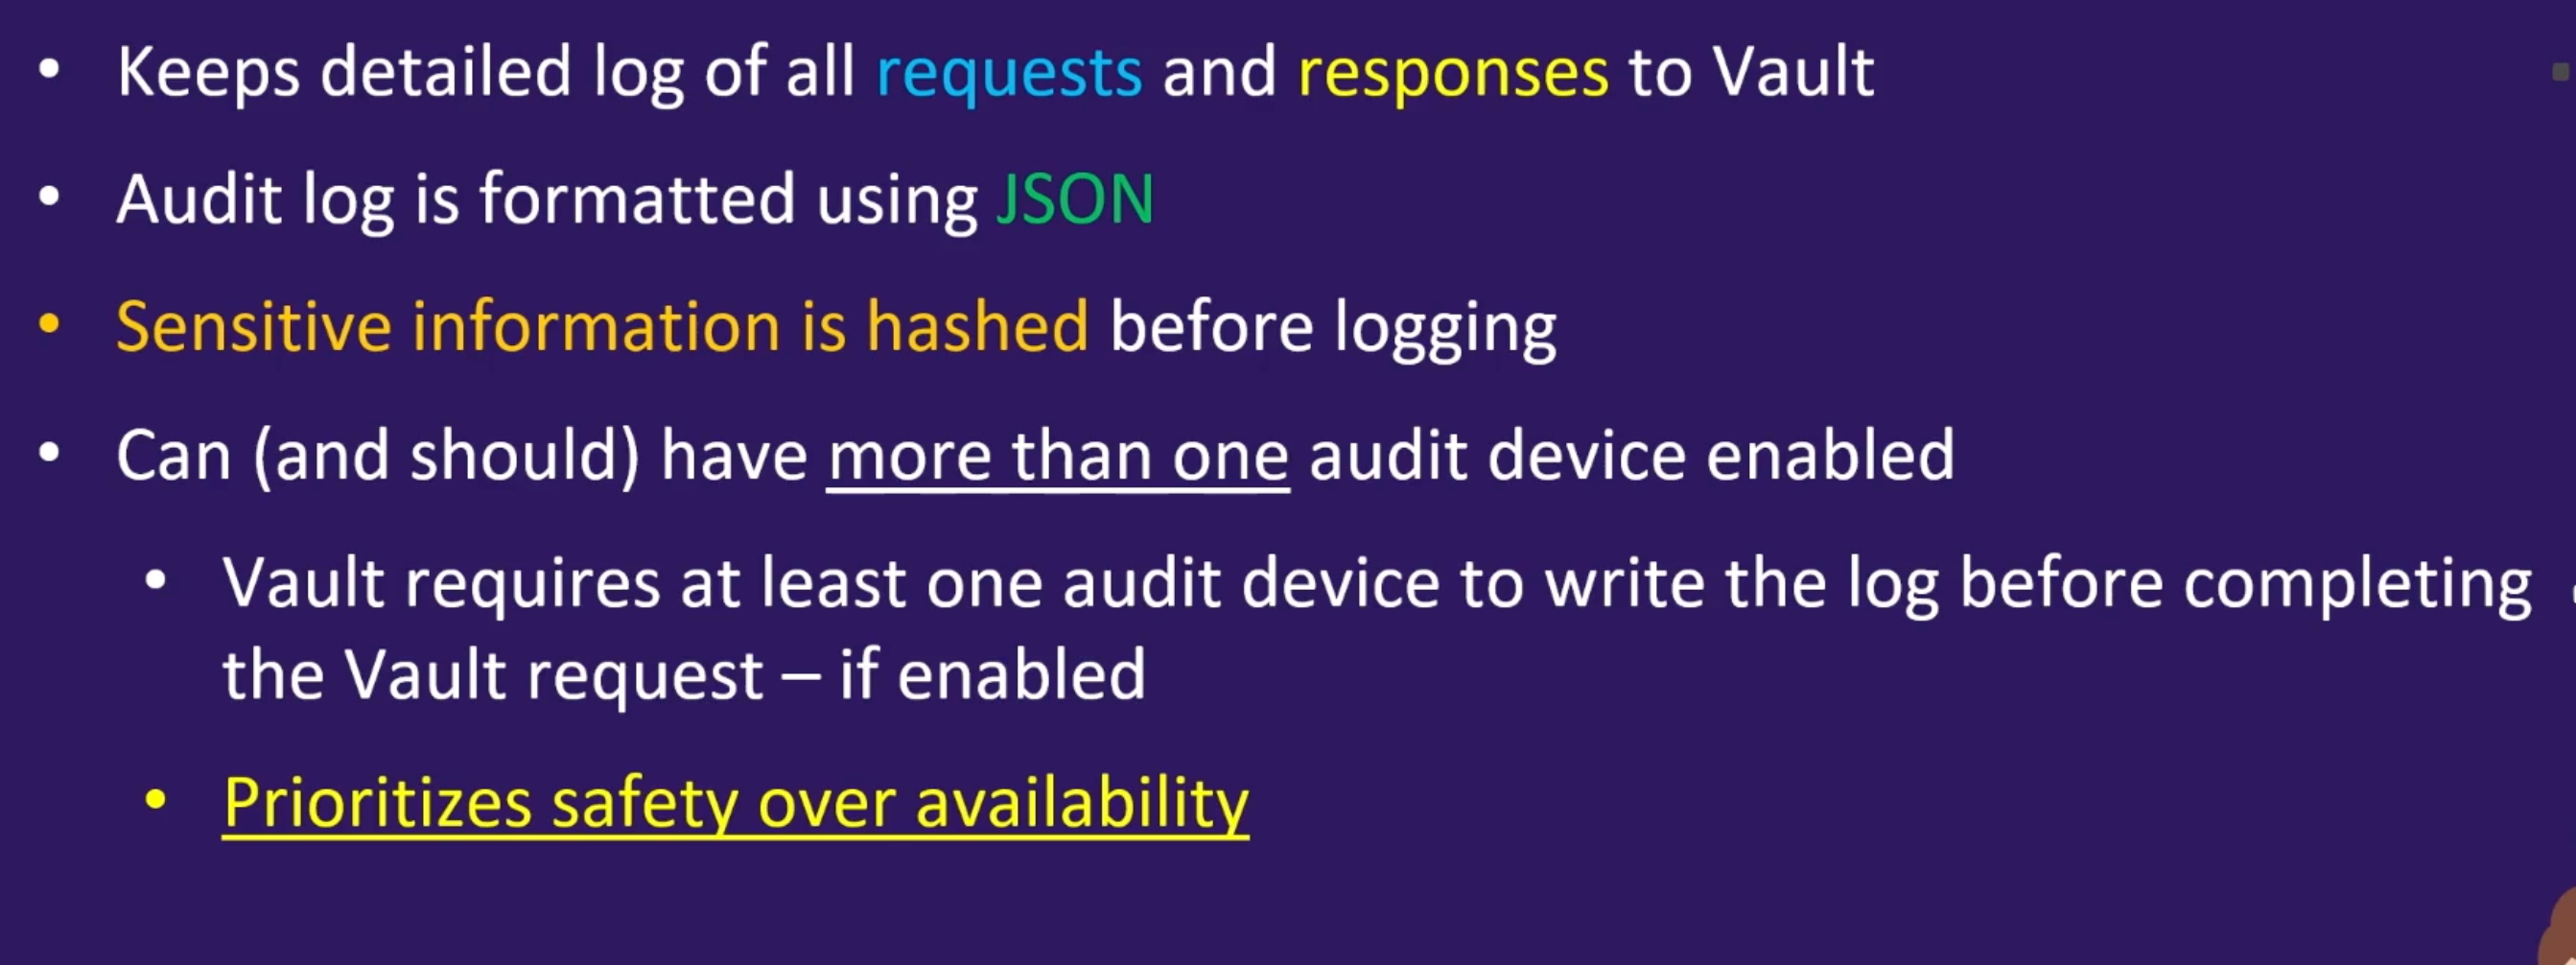 • Keeps detailed log of all requests and responses to Vault
• Audit log is formatted using JSON
• Sensitive information is hashed before logging
• Can (and should) have more than one audit device enabled
• Vault requires at least one audit device to write the log before completing
the Vault request – if enabled
• Prioritizes safety over availability